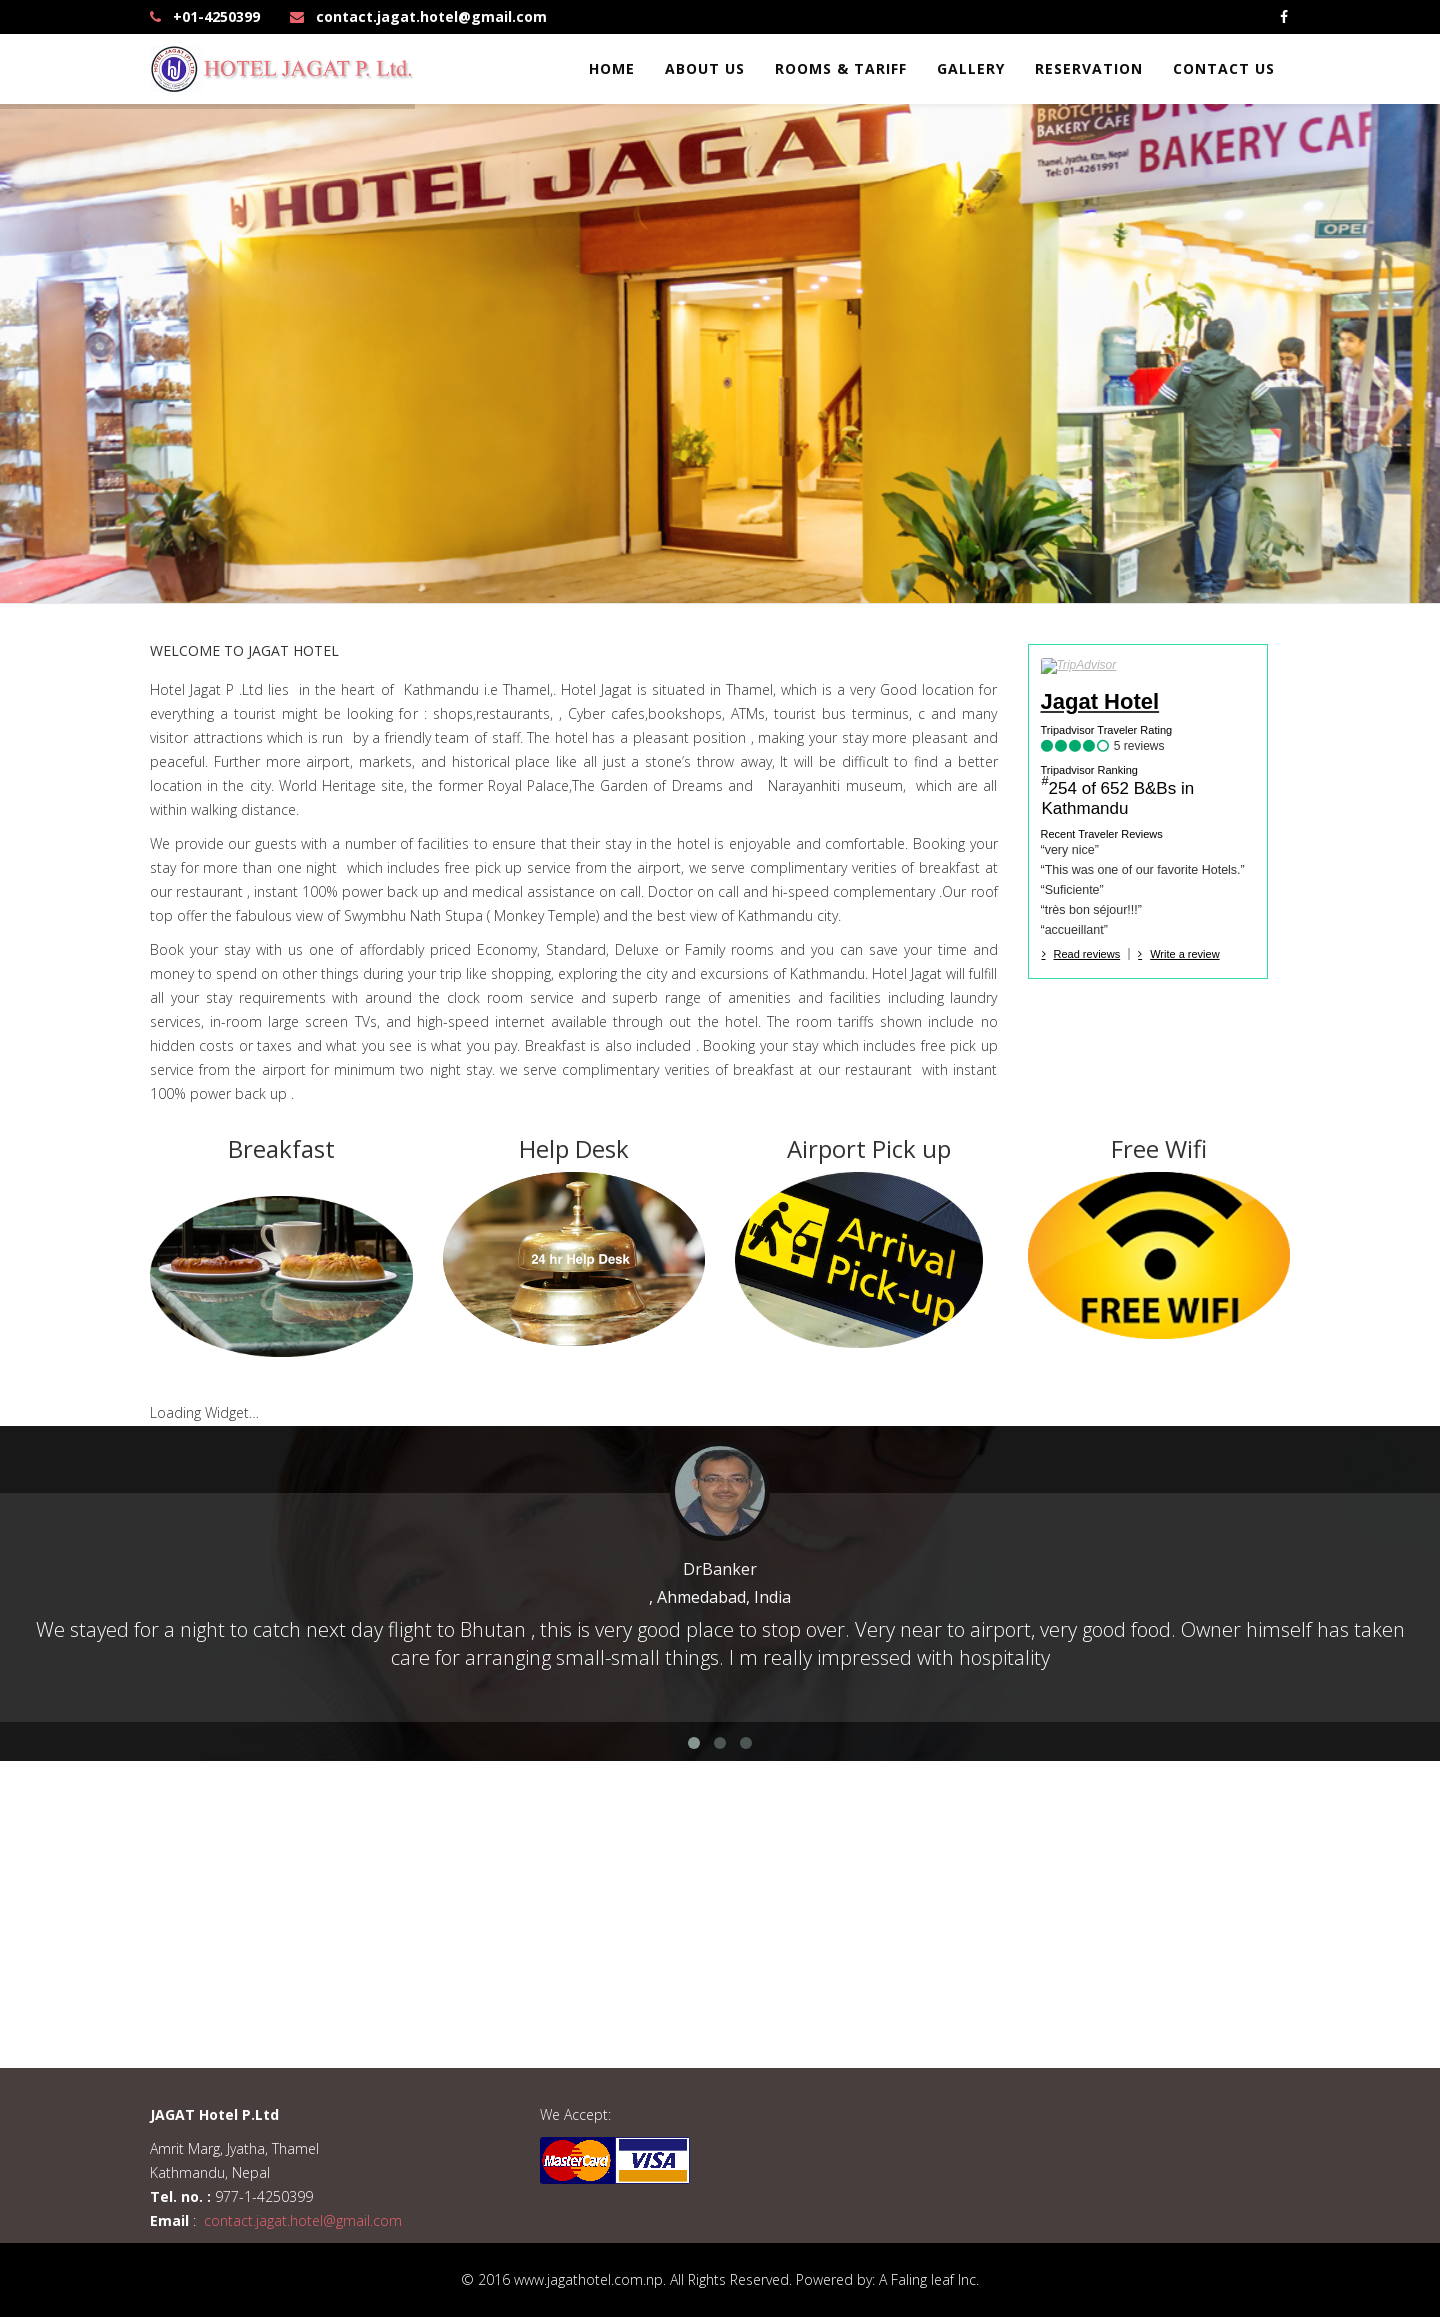 +01-4250399 contact.jagat.hotel@gmail.com
HOTEL JAGAT P. Ltd.
HOME ABOUT US ROOMS & TARIFF GALLERY RESERVATION CONTACT US
HOTEL JAGAT
BRÖTCHEN
BAKERY CAFE
Thamel, Jyatha, Ktm, Nepal
Tel: 01-4261991
BAKERY CAF
OPE
WELCOME TO JAGAT HOTEL
Hotel Jagat P .Ltd lies in the heart of Kathmandu i.e Thamel,. Hotel Jagat is situated in Thamel, which is a very Good location for
everything a tourist might be looking for : shops,restaurants, , Cyber cafes,bookshops, ATMs, tourist bus terminus, c and many
visitor attractions which is run by a friendly team of staff. The hotel has a pleasant position , making your stay more pleasant and
peaceful. Further more airport, markets, and historical place like all just a stone’s throw away, It will be difficult to find a better
location in the city. World Heritage site, the former Royal Palace,The Garden of Dreams and Narayanhiti museum, which are all
within walking distance.
We provide our guests with a number of facilities to ensure that their stay in the hotel is enjoyable and comfortable. Booking your
stay for more than one night which includes free pick up service from the airport, we serve complimentary verities of breakfast at
our restaurant , instant 100% power back up and medical assistance on call. Doctor on call and hi-speed complementary .Our roof
top offer the fabulous view of Swymbhu Nath Stupa ( Monkey Temple) and the best view of Kathmandu city.
Book your stay with us one of affordably priced Economy, Standard, Deluxe or Family rooms and you can save your time and
money to spend on other things during your trip like shopping, exploring the city and excursions of Kathmandu. Hotel Jagat will fulfill
all your stay requirements with around the clock room service and superb range of amenities and facilities including laundry
services, in-room large screen TVs, and high-speed internet available through out the hotel. The room tariffs shown include no
hidden costs or taxes and what you see is what you pay. Breakfast is also included . Booking your stay which includes free pick up
service from the airport for minimum two night stay. we serve complimentary verities of breakfast at our restaurant with instant
100% power back up .
TripAdvisor
Jagat Hotel
Tripadvisor Traveler Rating
5 reviews
Tripadvisor Ranking
#254 of 652 B&Bs in
Kathmandu
Recent Traveler Reviews
“very nice”
“This was one of our favorite Hotels.”
“Suficiente”
“très bon séjour!!!”
“accueillant”
Read reviews | Write a review
Breakfast Help Desk Airport Pick up Free Wifi
24 hr Help Desk
Arrival
Pick-up
FREE WIFI
Loading Widget...
DrBanker
, Ahmedabad, India
We stayed for a night to catch next day flight to Bhutan , this is very good place to stop over. Very near to airport, very good food. Owner himself has taken
care for arranging small-small things. I m really impressed with hospitality
JAGAT Hotel P.Ltd
Amrit Marg, Jyatha, Thamel
Kathmandu, Nepal
Tel. no. : 977-1-4250399
Email : contact.jagat.hotel@gmail.com
We Accept:
MasterCard VISA
© 2016 www.jagathotel.com.np. All Rights Reserved. Powered by: A Faling leaf Inc.